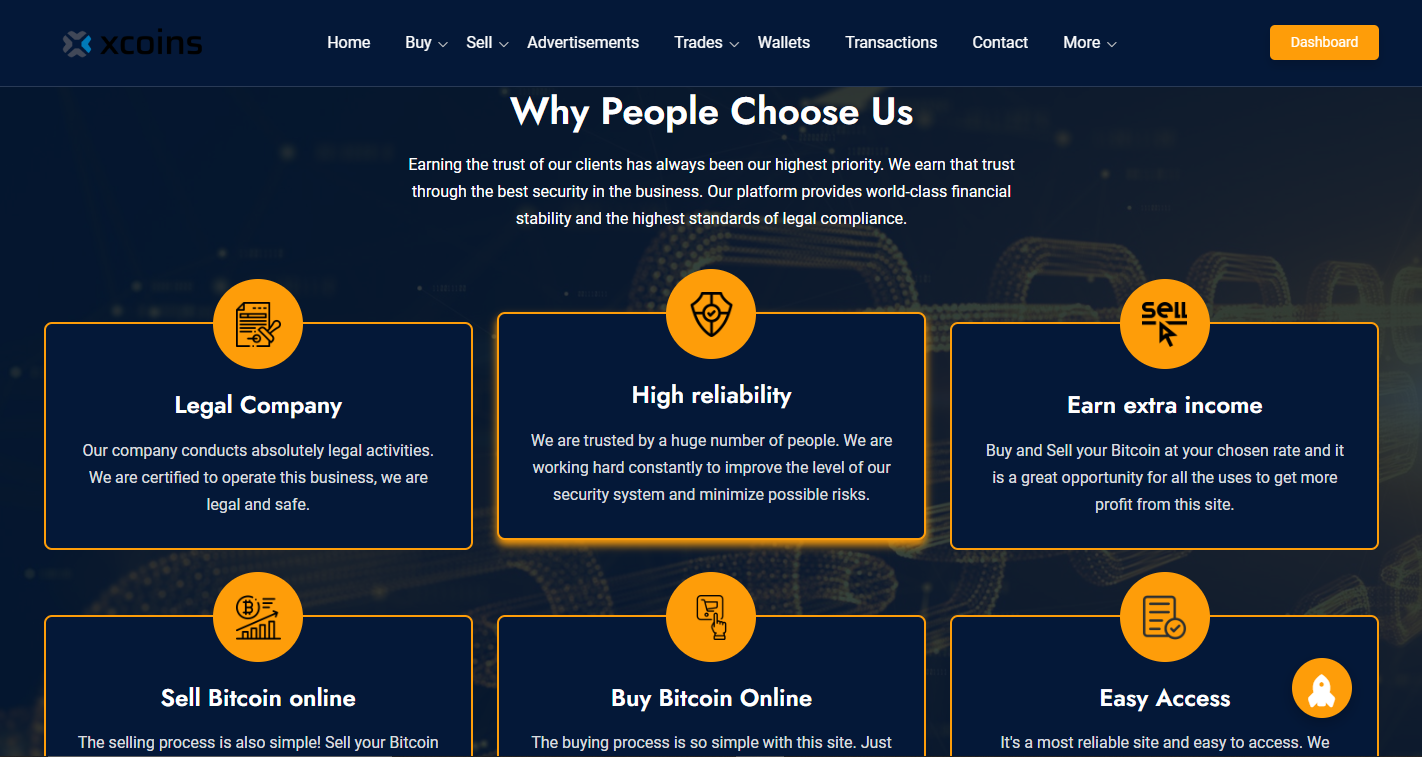 xcoins
Home Buy Sell Advertisements Trades Wallets Transactions Contact More Dashboard
Why People Choose Us
Earning the trust of our clients has always been our highest priority. We earn that trust
through the best security in the business. Our platform provides world-class financial
stability and the highest standards of legal compliance.
Legal Company
Our company conducts absolutely legal activities.
We are certified to operate this business, we are
legal and safe.
High reliability
We are trusted by a huge number of people. We are
working hard constantly to improve the level of our
security system and minimize possible risks.
sell
Earn extra income
Buy and Sell your Bitcoin at your chosen rate and it
is a great opportunity for all the uses to get more
profit from this site.
Sell Bitcoin online
The selling process is also simple! Sell your Bitcoin
Buy Bitcoin Online
The buying process is so simple with this site. Just
Easy Access
It's a most reliable site and easy to access. We